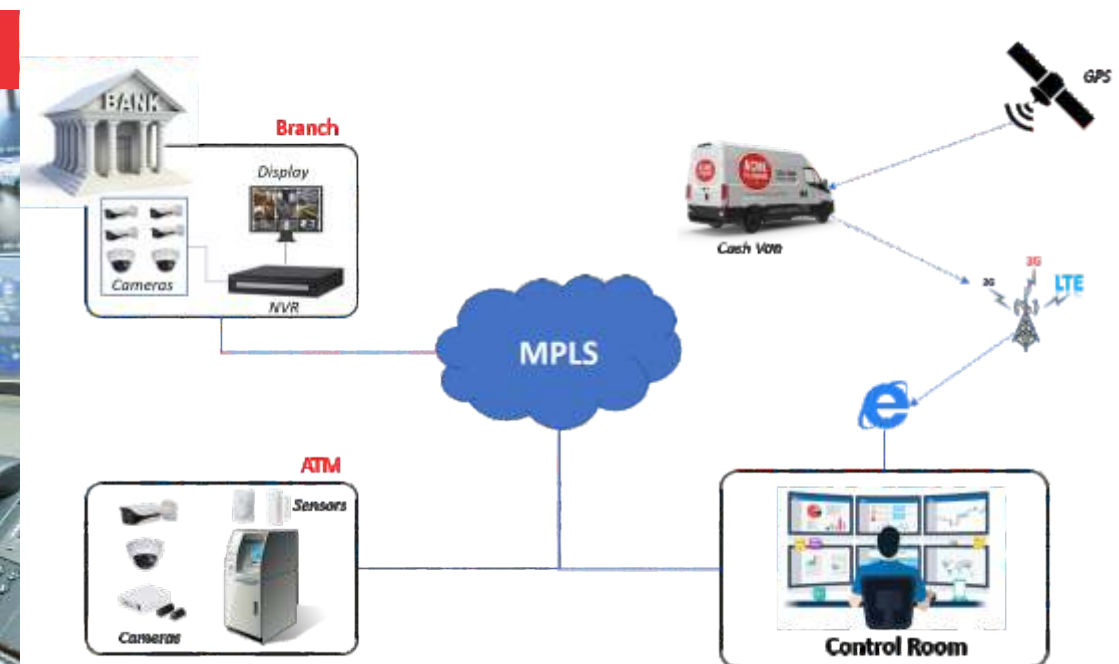 BANK
Branch
Display
Cameras
NVR
GPS
Cash Van
2G
3G
LTE
MPLS
ATM
Sensors
Cameras
Control Room